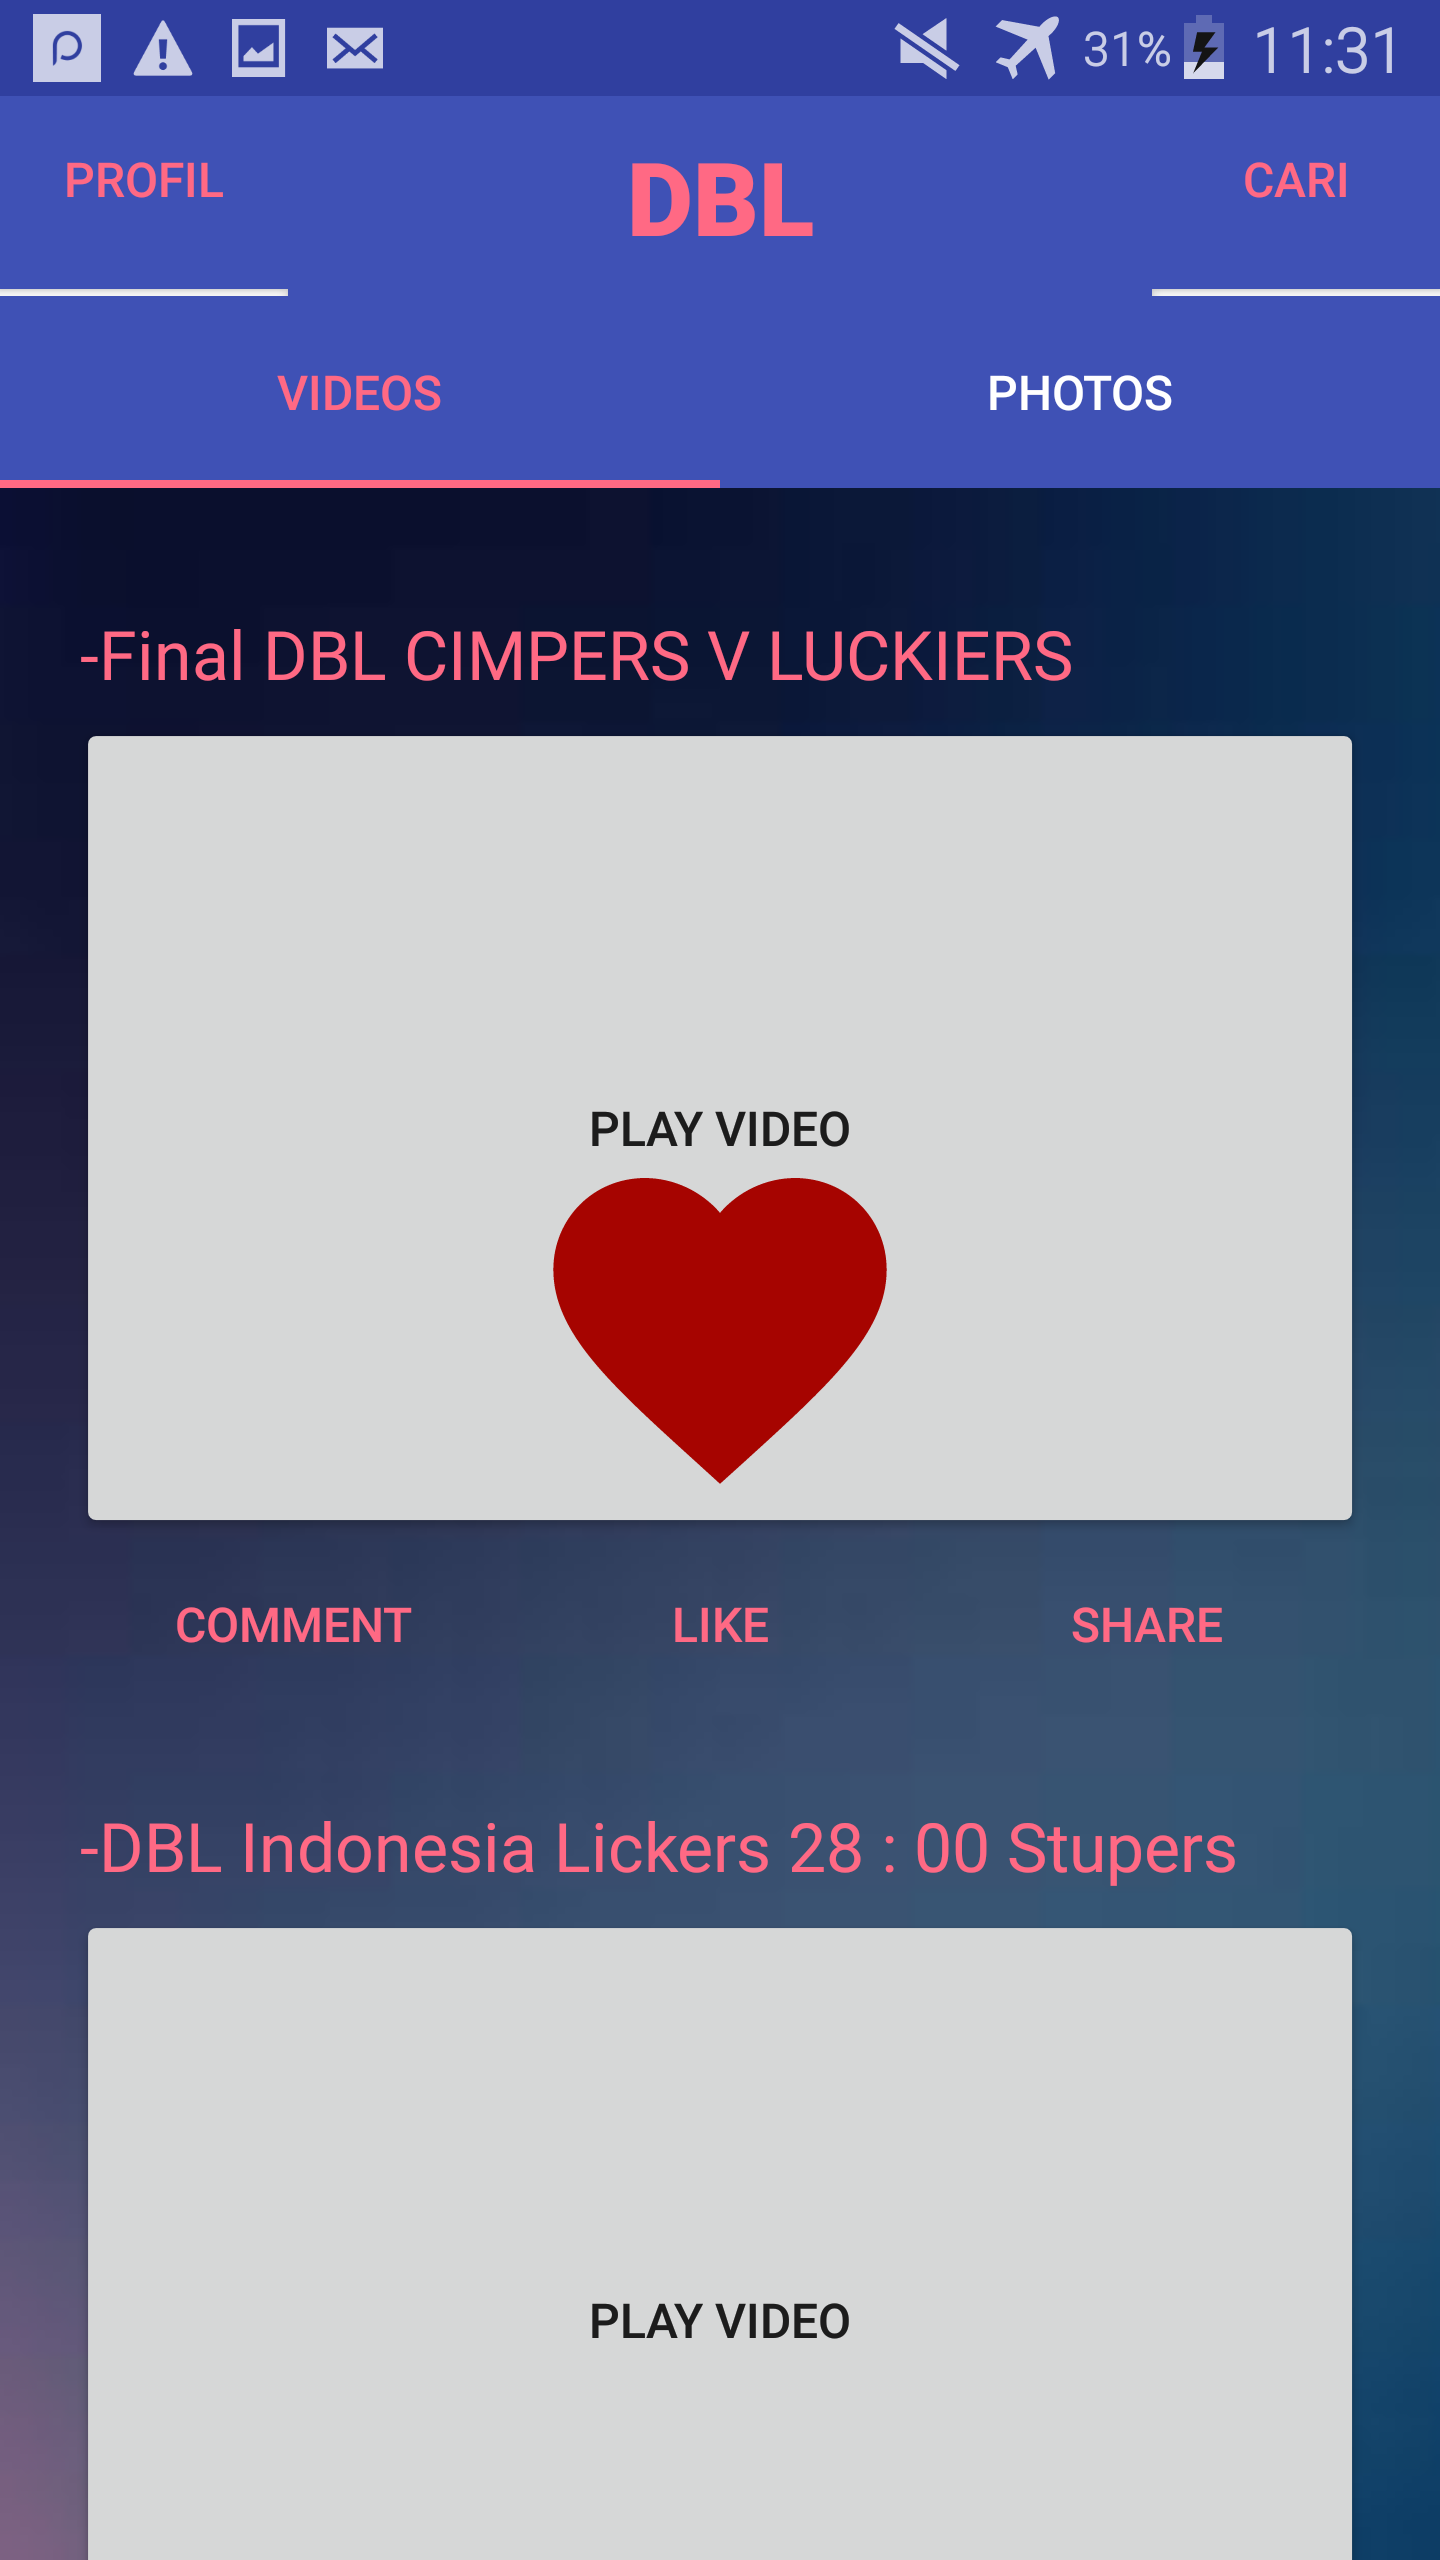 31% 11:31
PROFIL DBL CARI
VIDEOS PHOTOS
-Final DBL CIMPERS V LUCKIERS
PLAY VIDEO
COMMENT LIKE SHARE
-DBL Indonesia Lickers 28 : 00 Stupers
PLAY VIDEO